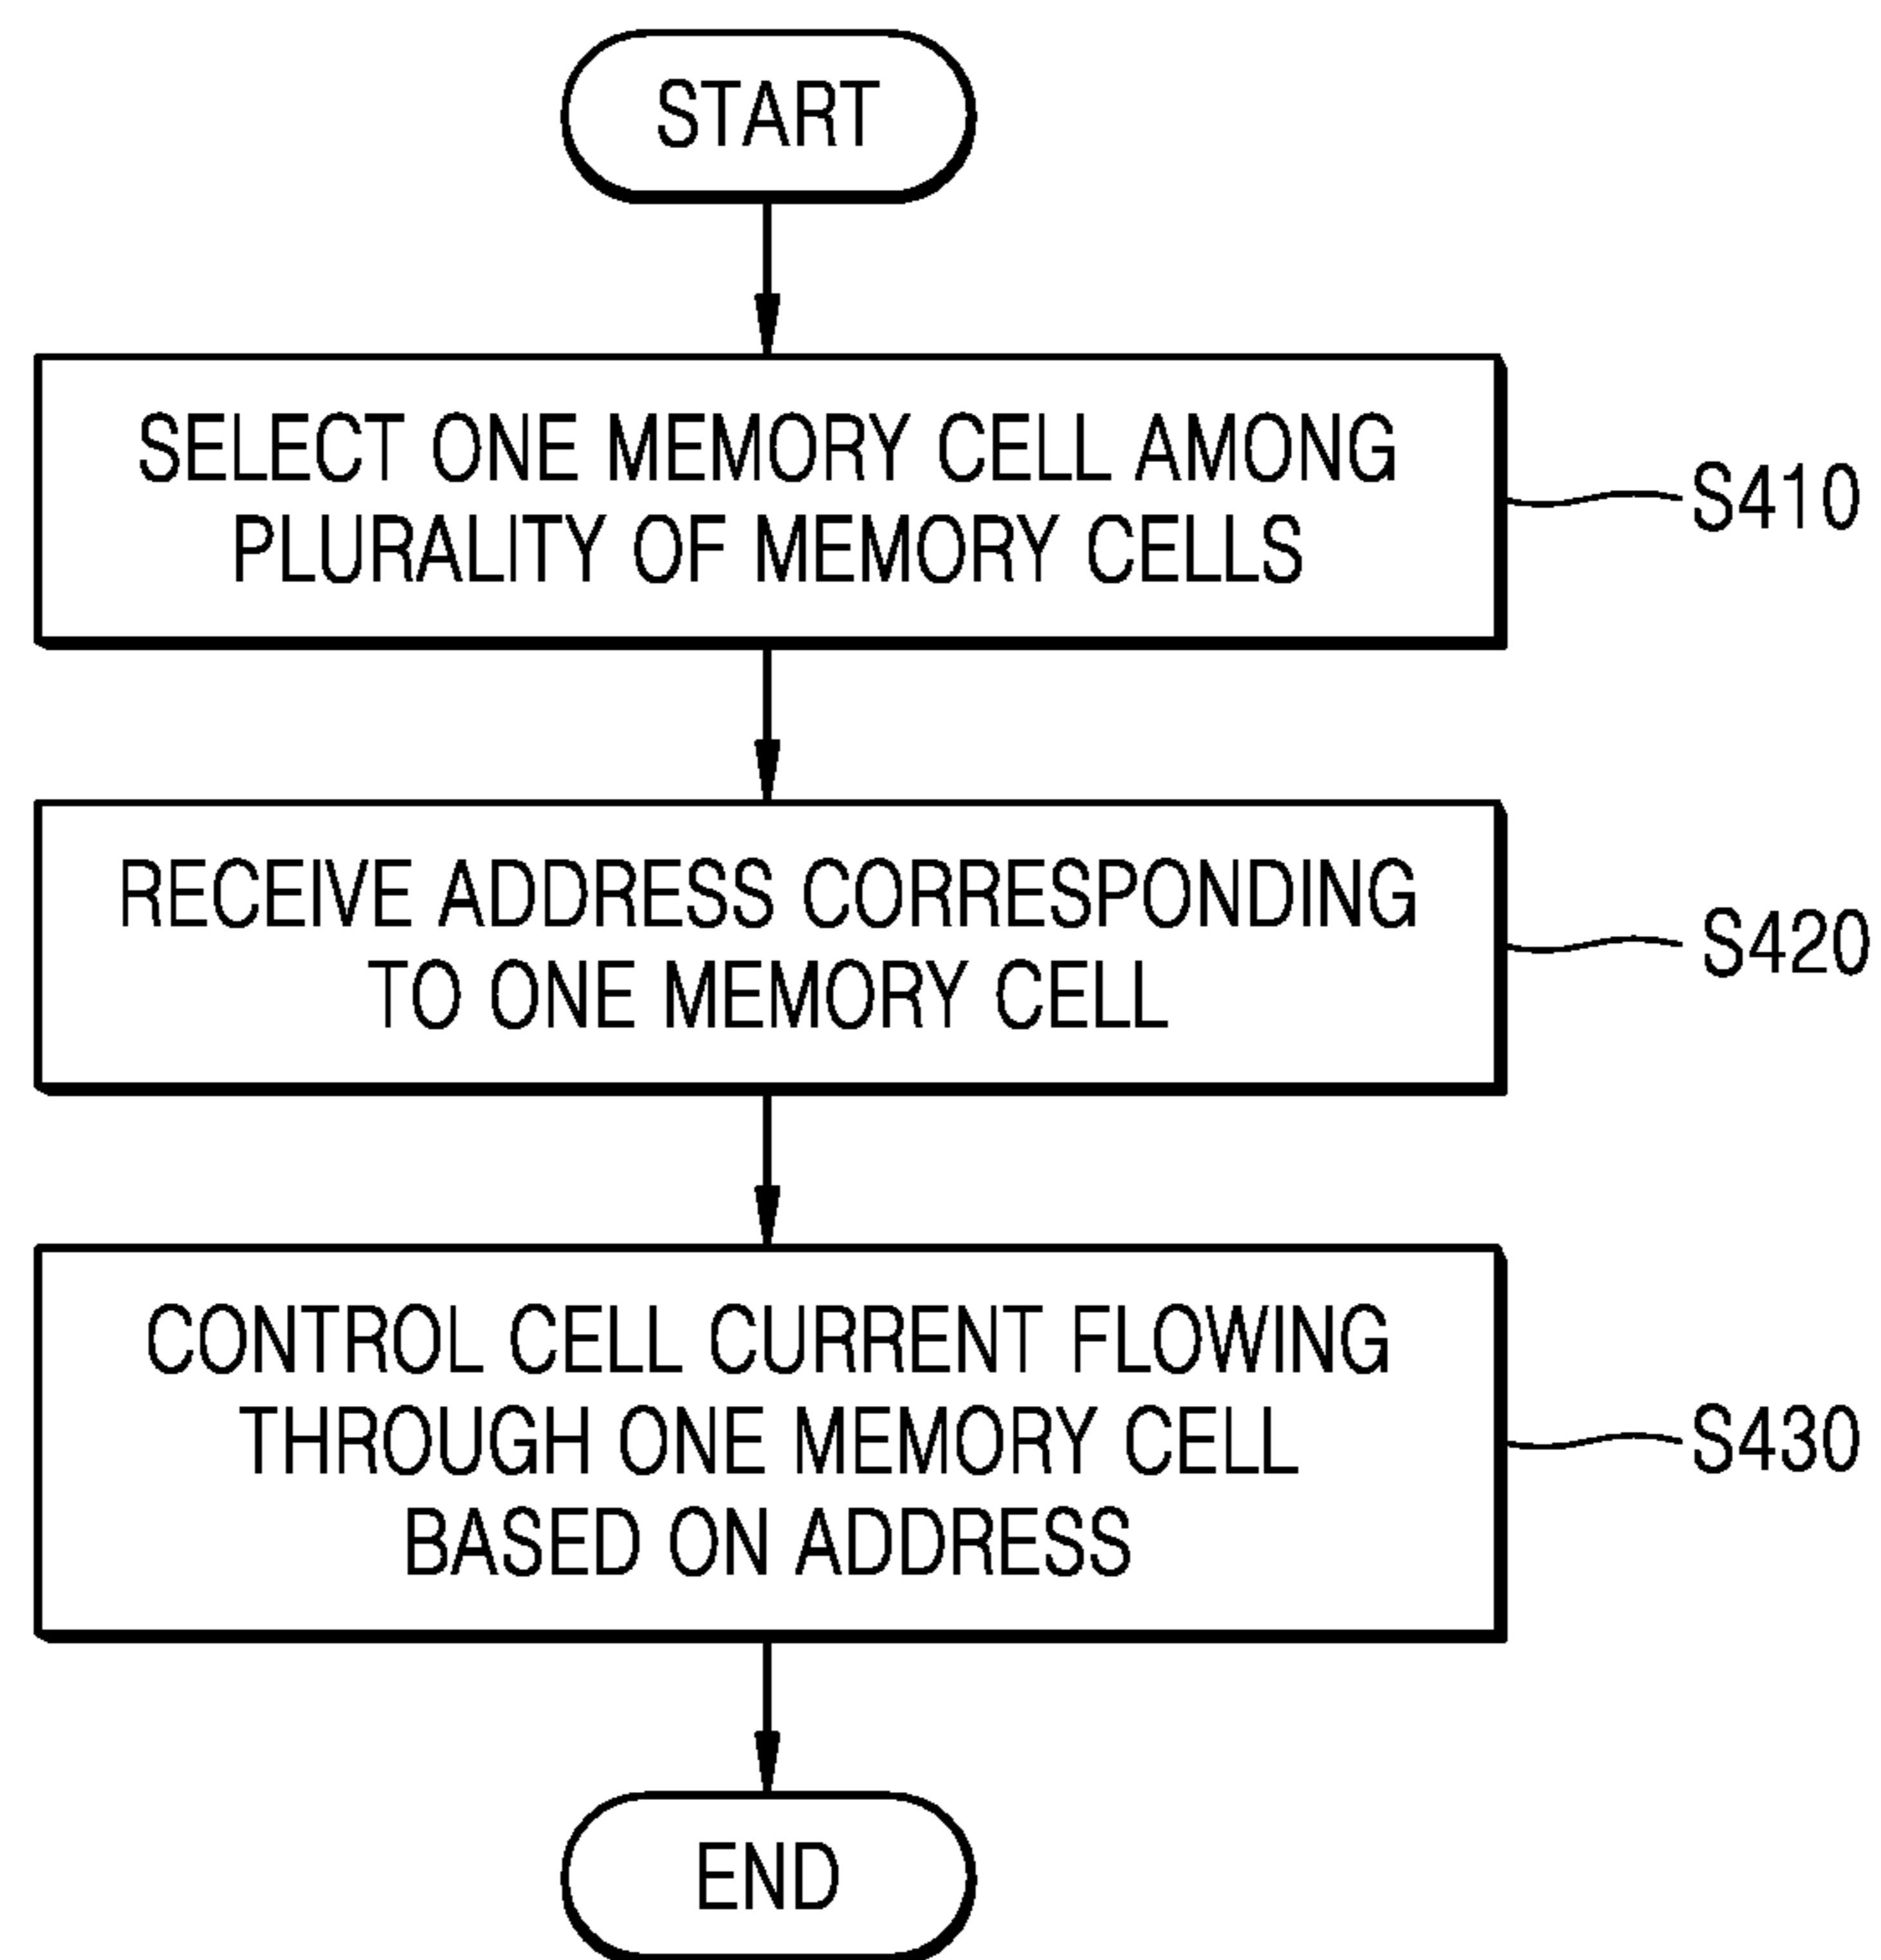 START
SELECT ONE MEMORY CELL AMONG
PLURALITY OF MEMORY CELLS
S410
RECEIVE ADDRESS CORRESPONDING
TO ONE MEMORY CELL
S420
CONTROL CELL CURRENT FLOWING
THROUGH ONE MEMORY CELL
BASED ON ADDRESS
S430
END